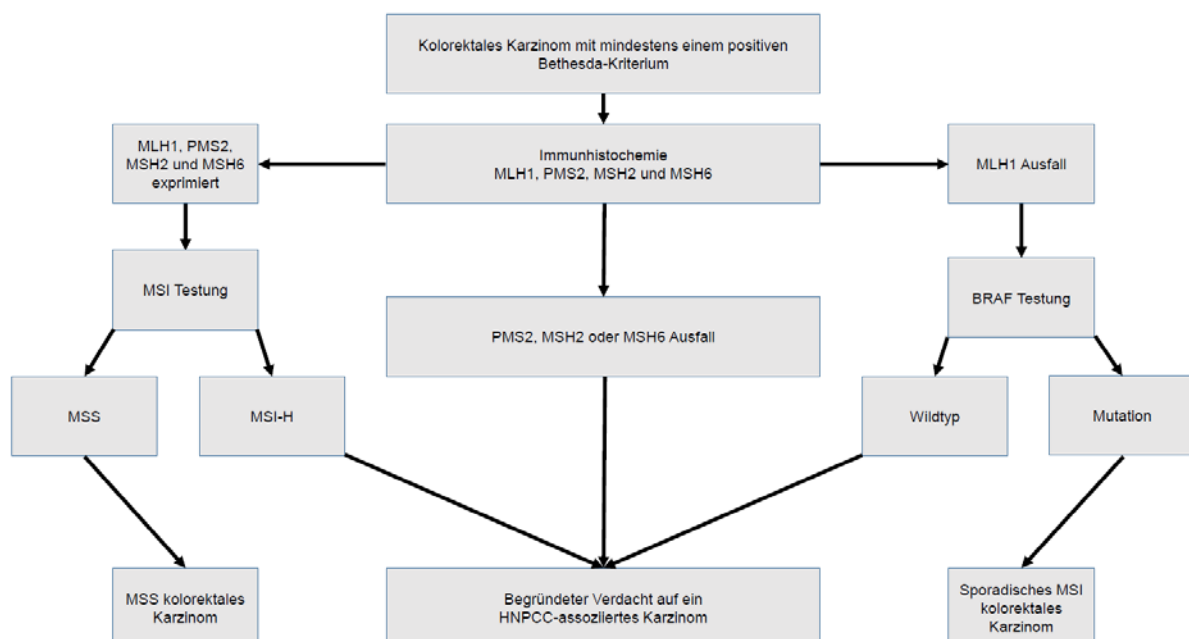 Kolorektales Karzinom mit mindestens einem positiven
Bethesda-Kriterium
MLH1, PMS2,
MSH2 und MSH6
exprimiert
Immunhistochemie
MLH1, PMS2, MSH2 und MSH6
MLH1 Ausfall
MSI Testung
PMS2, MSH2 oder MSH6 Ausfall
BRAF Testung
MSS
MSI-H
Wildtyp
Mutation
MSS kolorektales
Karzinom
Begründeter Verdacht auf ein
HNPCC-assoziiertes Karzinom
Sporadisches MSI
kolorektales
Karzinom